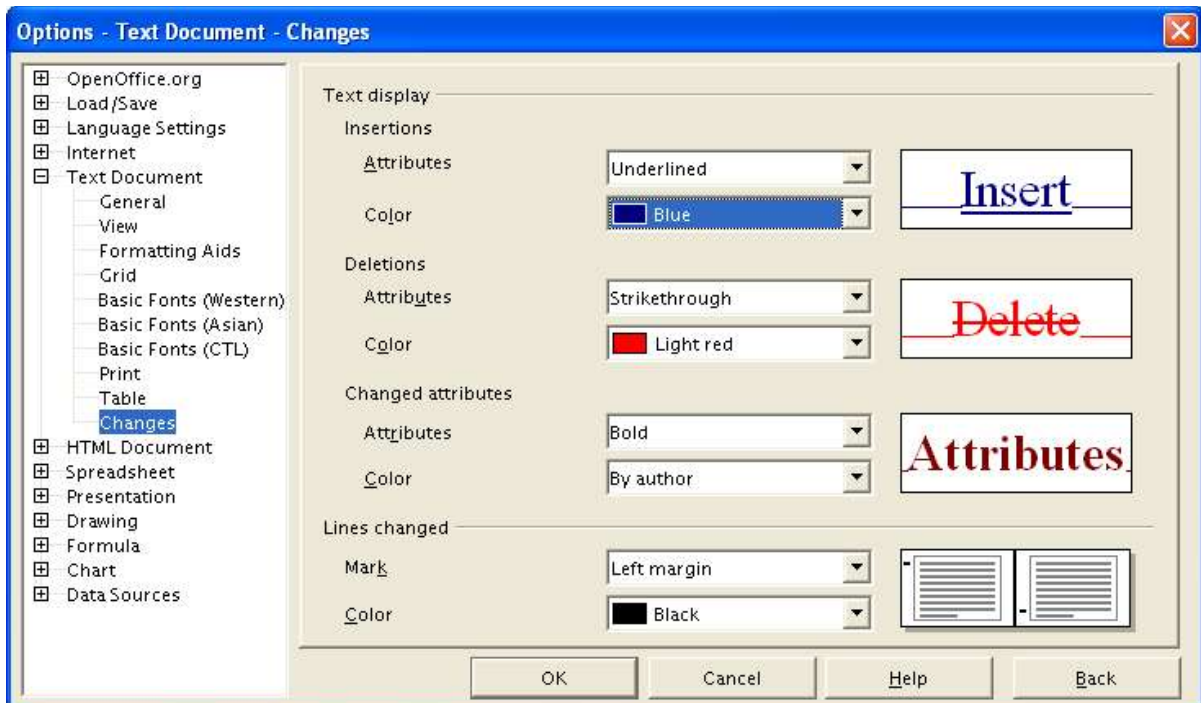 Options - Text Document - Changes
OpenOffice.org
Load/Save
Language Settings
Internet
Text Document
General
View
Formatting Aids
Grid
Basic Fonts (Western)
Basic Fonts (Asian)
Basic Fonts (CTL)
Print
Table
Changes
HTML Document
Spreadsheet
Presentation
Drawing
Formula
Chart
Data Sources
Text display
Insertions
Attributes Underlined Insert
Color Blue
Deletions
Attributes Strikethrough Delete
Color Light red
Changed attributes
Attributes Bold Attributes
Color By author
Lines changed
Mark Left margin
Color Black
OK Cancel Help Back